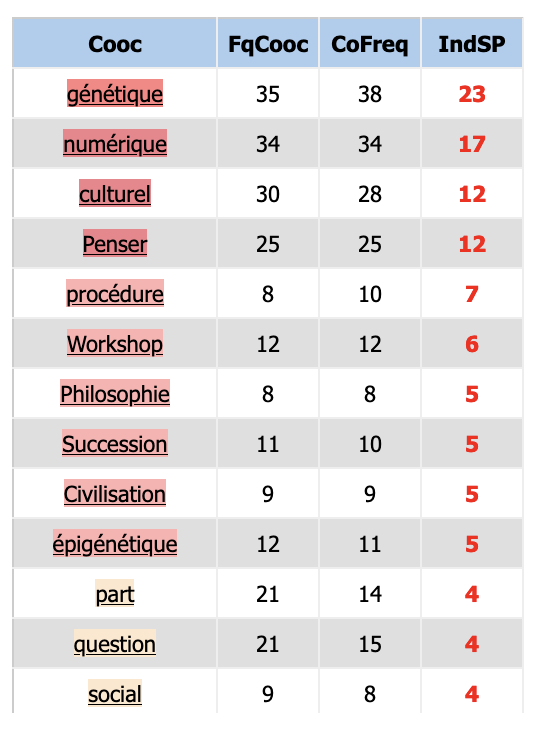 Cooc FqCooc CoFreq IndSP
génétique 35 38 23
numérique 34 34 17
culturel 30 28 12
Penser 25 25 12
procédure 8 10 7
Workshop 12 12 6
Philosophie 8 8 5
Succession 11 10 5
Civilisation 9 9 5
épigénétique 12 11 5
part 21 14 4
question 21 15 4
social 9 8 4